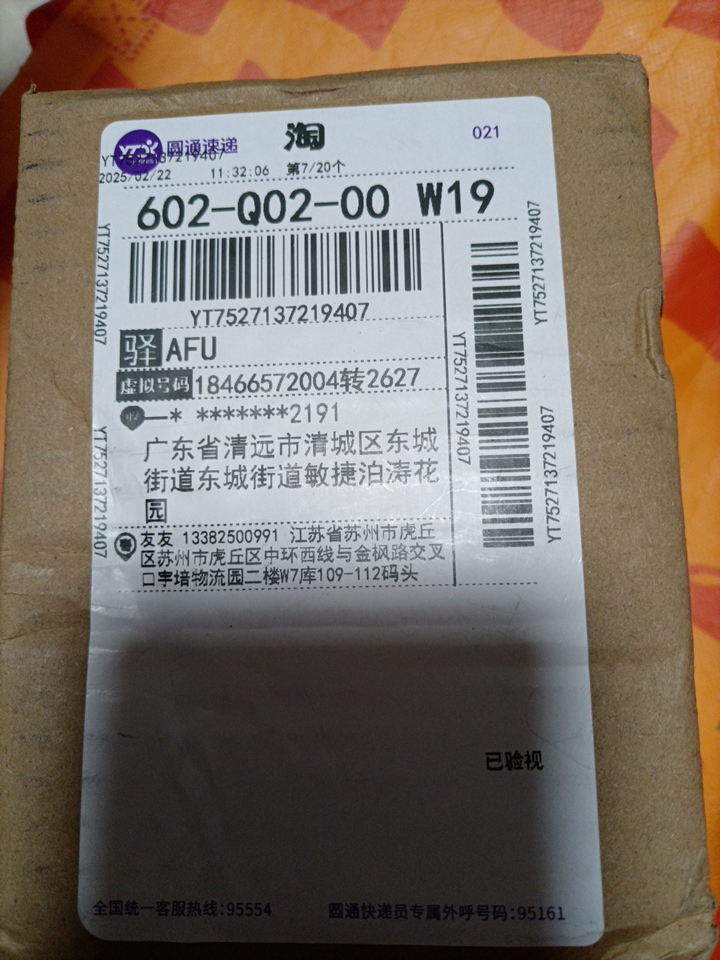 圆通速递
淘
021
YT7527137219407
2025/02/22 11:32:06 第7/20个
602-Q02-00 W19
YT7527137219407
驿 AFU
虚拟号码 18466572004转2627
收 一* *******2191
广东省清远市清城区东城
街道东城街道敏捷泊涛花
园
寄 友友 13382500991 江苏省苏州市虎丘
区苏州市虎丘区中环西线与金枫路交叉
口宇培物流园二楼W7库109-112码头
YT7527137219407
YT7527137219407
YT7527137219407
YT7527137219407
YT7527137219407
已验视
全国统一客服热线:95554
圆通快递员专属外呼号码:95161